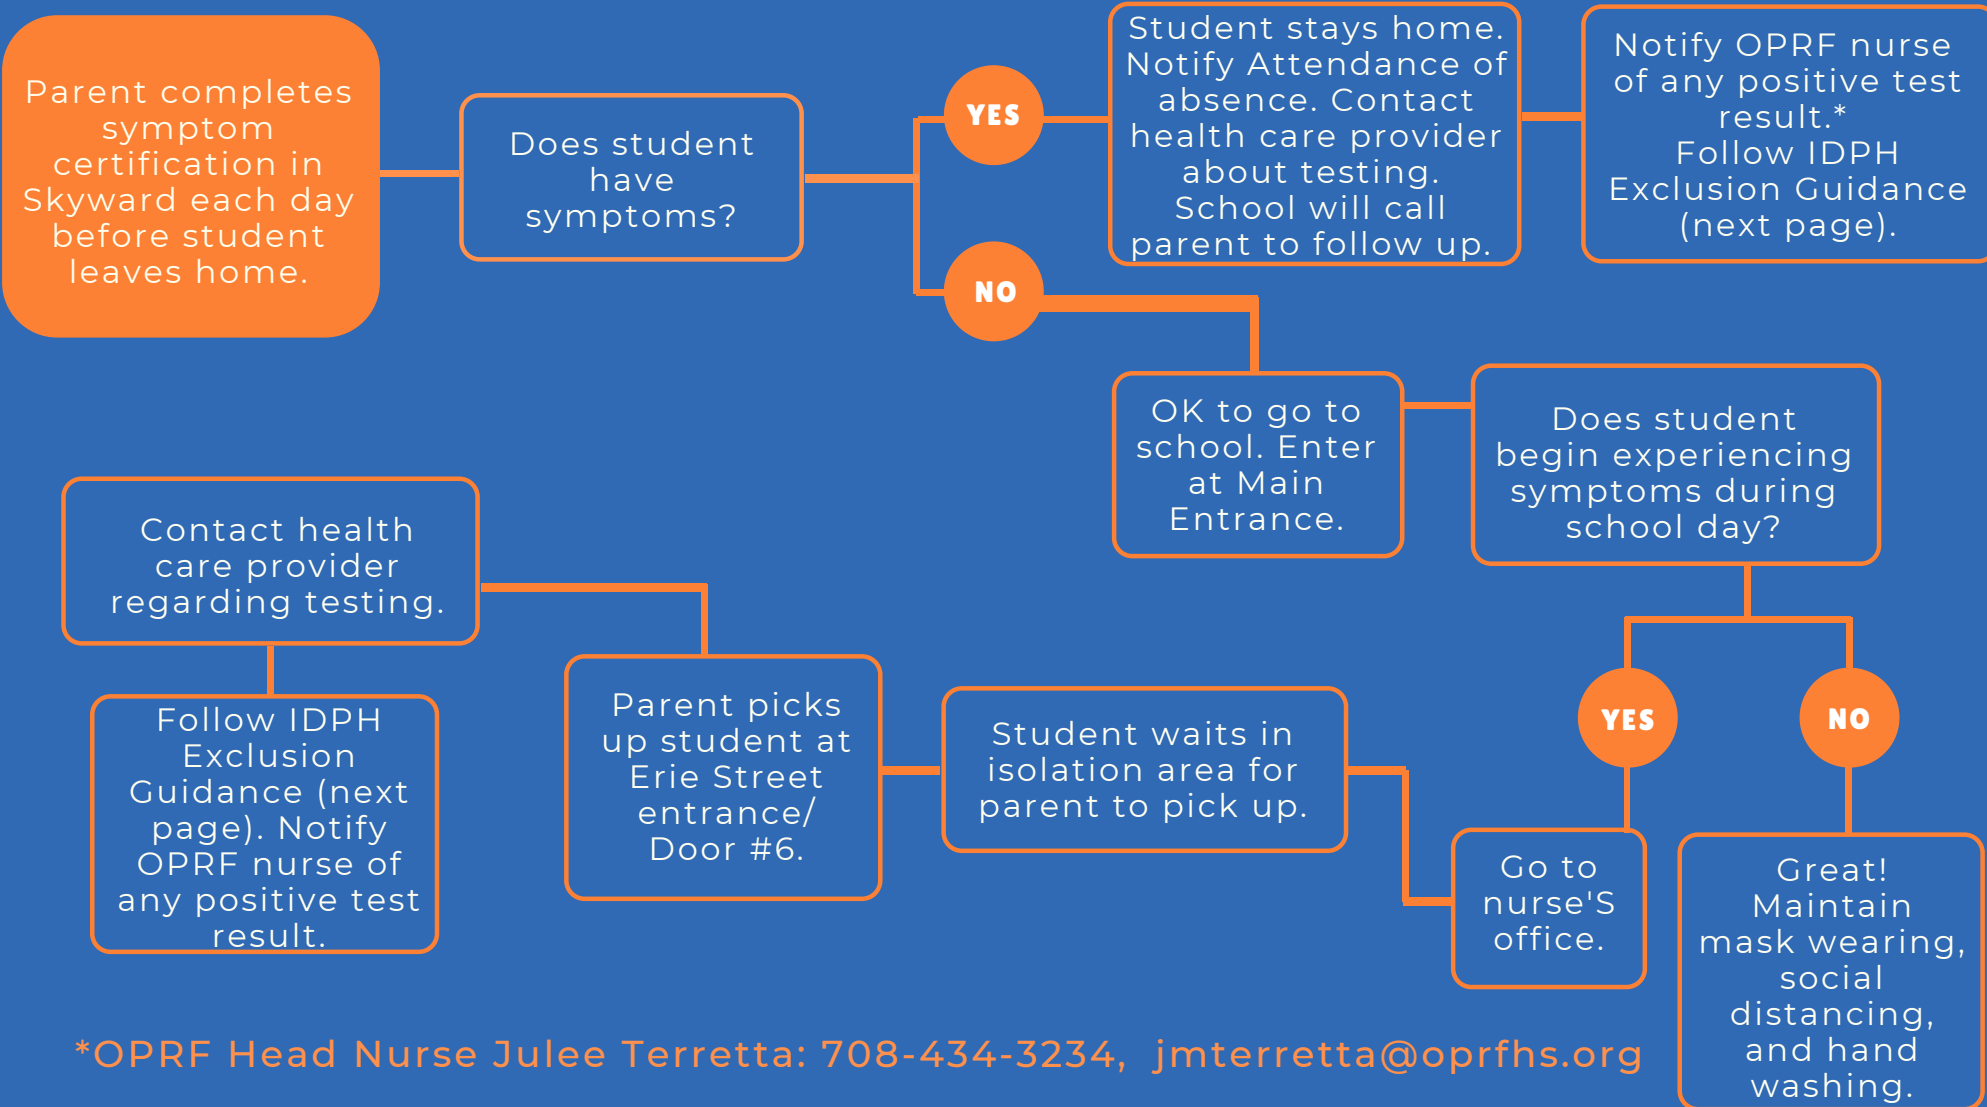 Parent completes
symptom
certification in
Skyward each day
before student
leaves home.
Does student
have
symptoms?
YES
Student stays home.
Notify Attendance of
absence. Contact
health care provider
about testing.
School will call
parent to follow up.
Notify OPRF nurse
of any positive test
result.*
Follow IDPH
Exclusion Guidance
(next page).
NO
OK to go to
school. Enter
at Main
Entrance.
Does student
begin experiencing
symptoms during
school day?
YES
NO
Great!
Maintain
mask wearing,
social
distancing,
and hand
washing.
Go to
nurse'S
office.
Student waits in
isolation area for
parent to pick up.
Parent picks
up student at
Erie Street
entrance/
Door #6.
Contact health
care provider
regarding testing.
Follow IDPH
Exclusion
Guidance (next
page). Notify
OPRF nurse of
any positive test
result.
*OPRF Head Nurse Julee Terretta: 708-434-3234, jmterretta@oprfhs.org